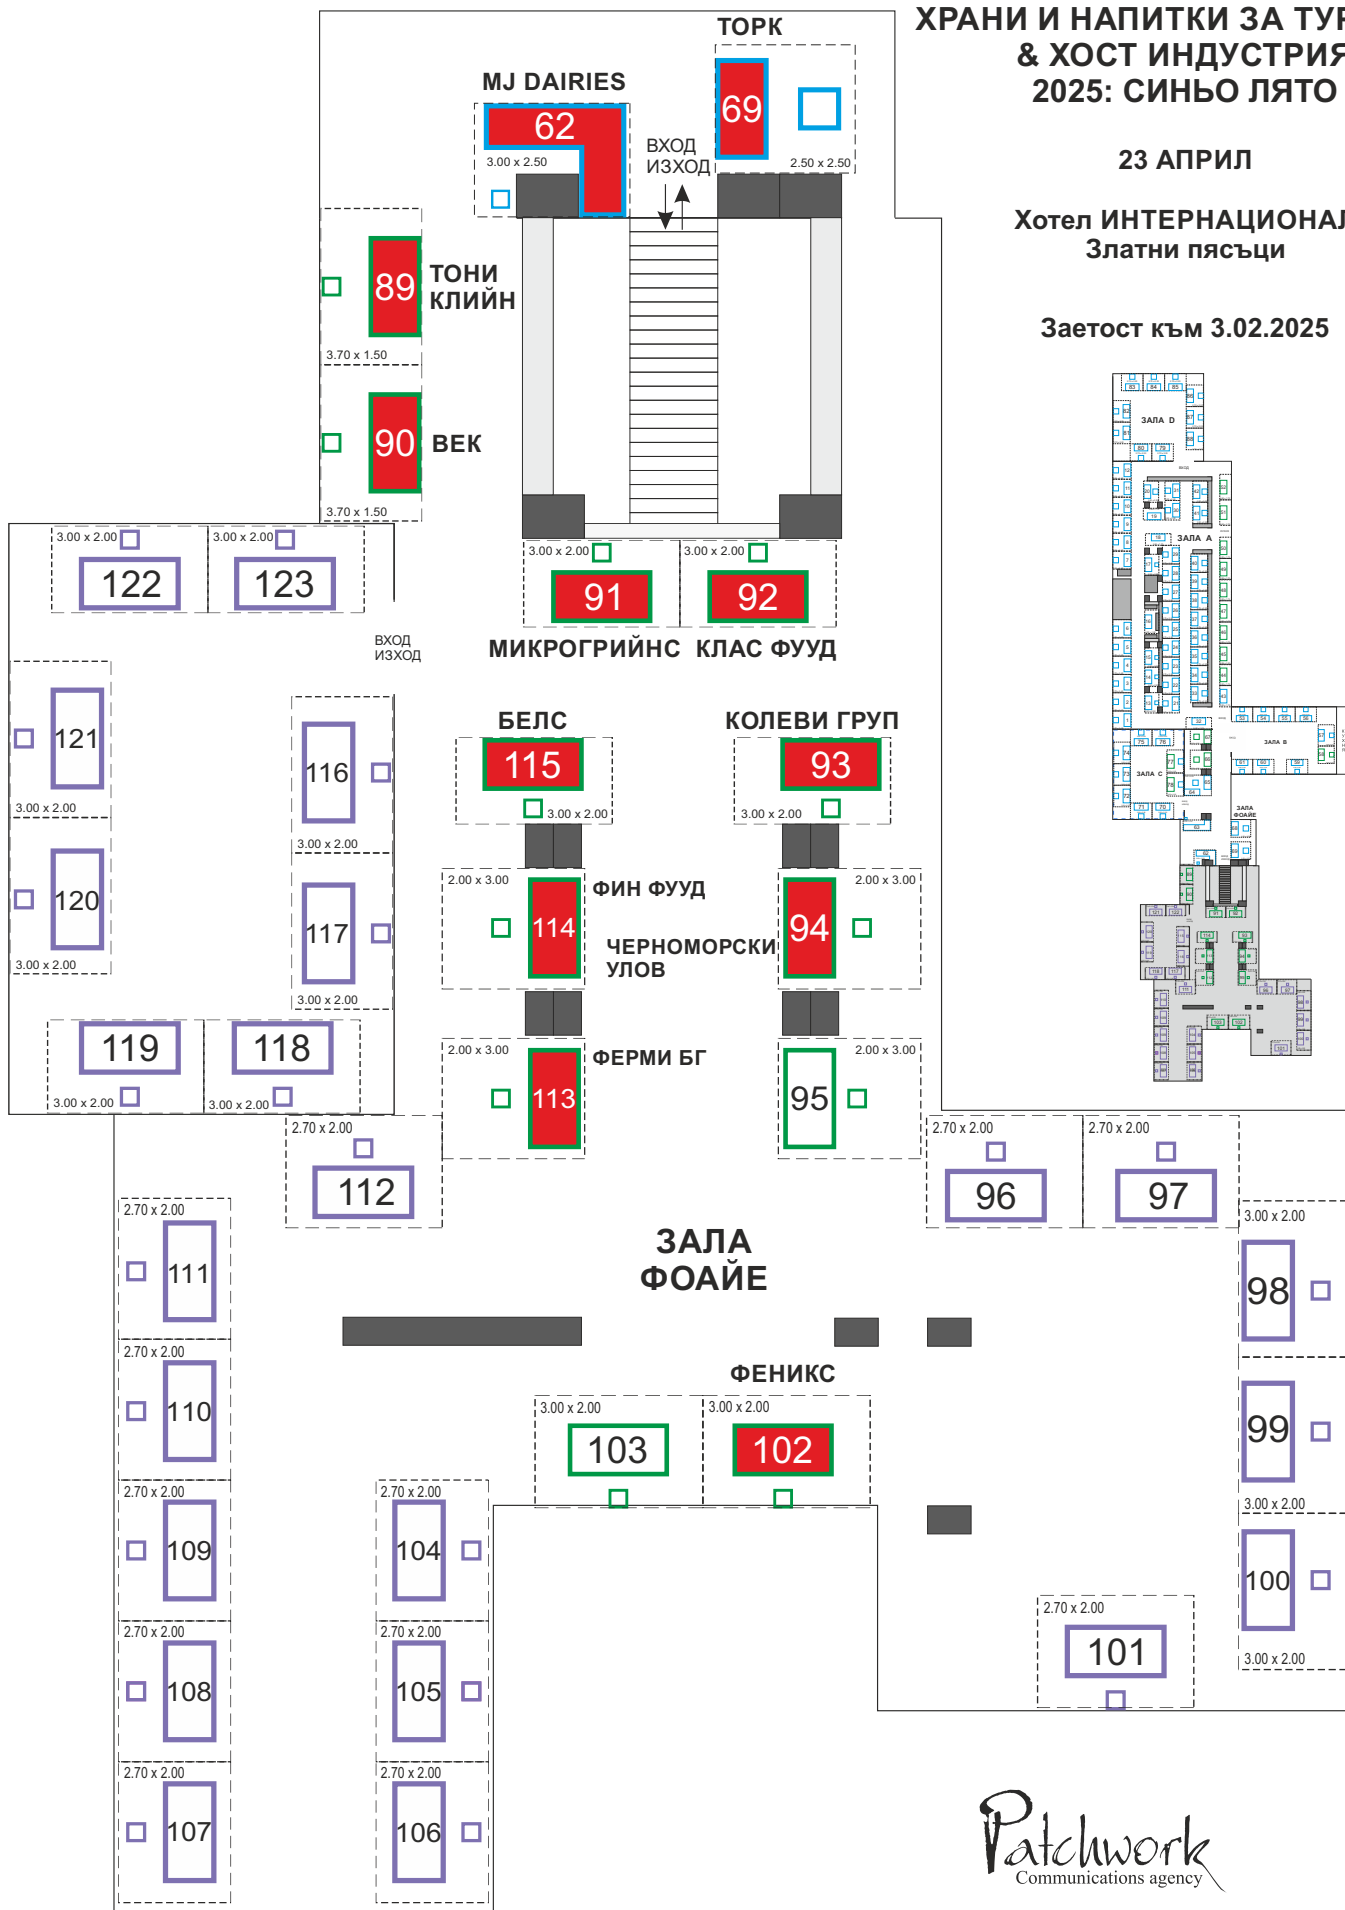 ХРАНИ И НАПИТКИ ЗА ТУР
& ХОСТ ИНДУСТРИЯ
2025: СИНЬО ЛЯТО
23 АПРИЛ
Хотел ИНТЕРНАЦИОНАЛ
Златни пясъци
Заетост към 3.02.2025
ТОРК
69
2.50 x 2.50
MJ DAIRIES
62
3.00 x 2.50
ВХОД
ИЗХОД
89
ТОНИ
КЛИЙН
3.70 x 1.50
90
ВЕК
3.70 x 1.50
3.00 x 2.00
122
3.00 x 2.00
123
ВХОД
ИЗХОД
3.00 x 2.00
91
3.00 x 2.00
92
МИКРОГРИЙНС
КЛАС ФУУД
121
3.00 x 2.00
120
3.00 x 2.00
116
3.00 x 2.00
117
3.00 x 2.00
119
3.00 x 2.00
118
3.00 x 2.00
БЕЛС
115
3.00 x 2.00
КОЛЕВИ ГРУП
93
3.00 x 2.00
2.00 x 3.00
114
ФИН ФУУД
2.00 x 3.00
94
ЧЕРНОМОРСКИ
УЛОВ
2.00 x 3.00
113
ФЕРМИ БГ
2.00 x 3.00
95
2.70 x 2.00
112
2.70 x 2.00
96
2.70 x 2.00
97
ЗАЛА
ФОАЙЕ
2.70 x 2.00
111
2.70 x 2.00
110
2.70 x 2.00
109
2.70 x 2.00
108
2.70 x 2.00
107
2.70 x 2.00
104
105
106
3.00 x 2.00
98
99
3.00 x 2.00
100
3.00 x 2.00
ФЕНИКС
3.00 x 2.00
103
3.00 x 2.00
102
2.70 x 2.00
101
ЗАЛА D
ЗАЛА A
ЗАЛА B
ЗАЛА C
ЗАЛА
ФОАЙЕ
Patchwork
Communications agency